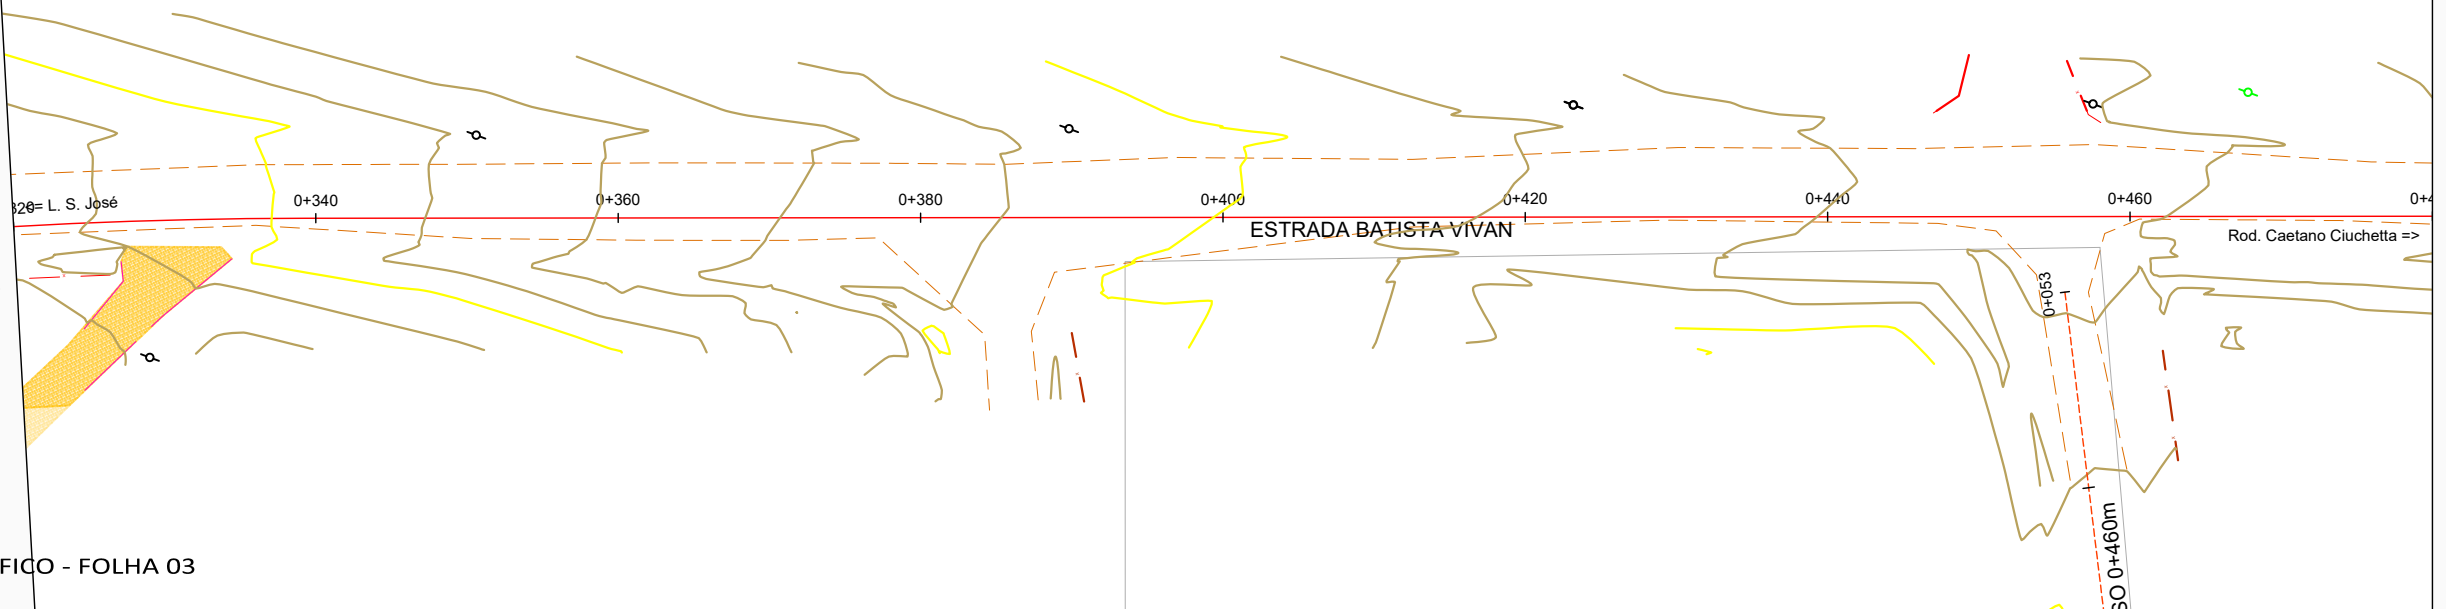 <= L. S. José
0+340
0+360
0+380
0+400
0+420
0+440
0+460
ESTRADA BATISTA VIVAN
Rod. Caetano Ciuchetta =>
0+053
SO 0+460m
FICO - FOLHA 03